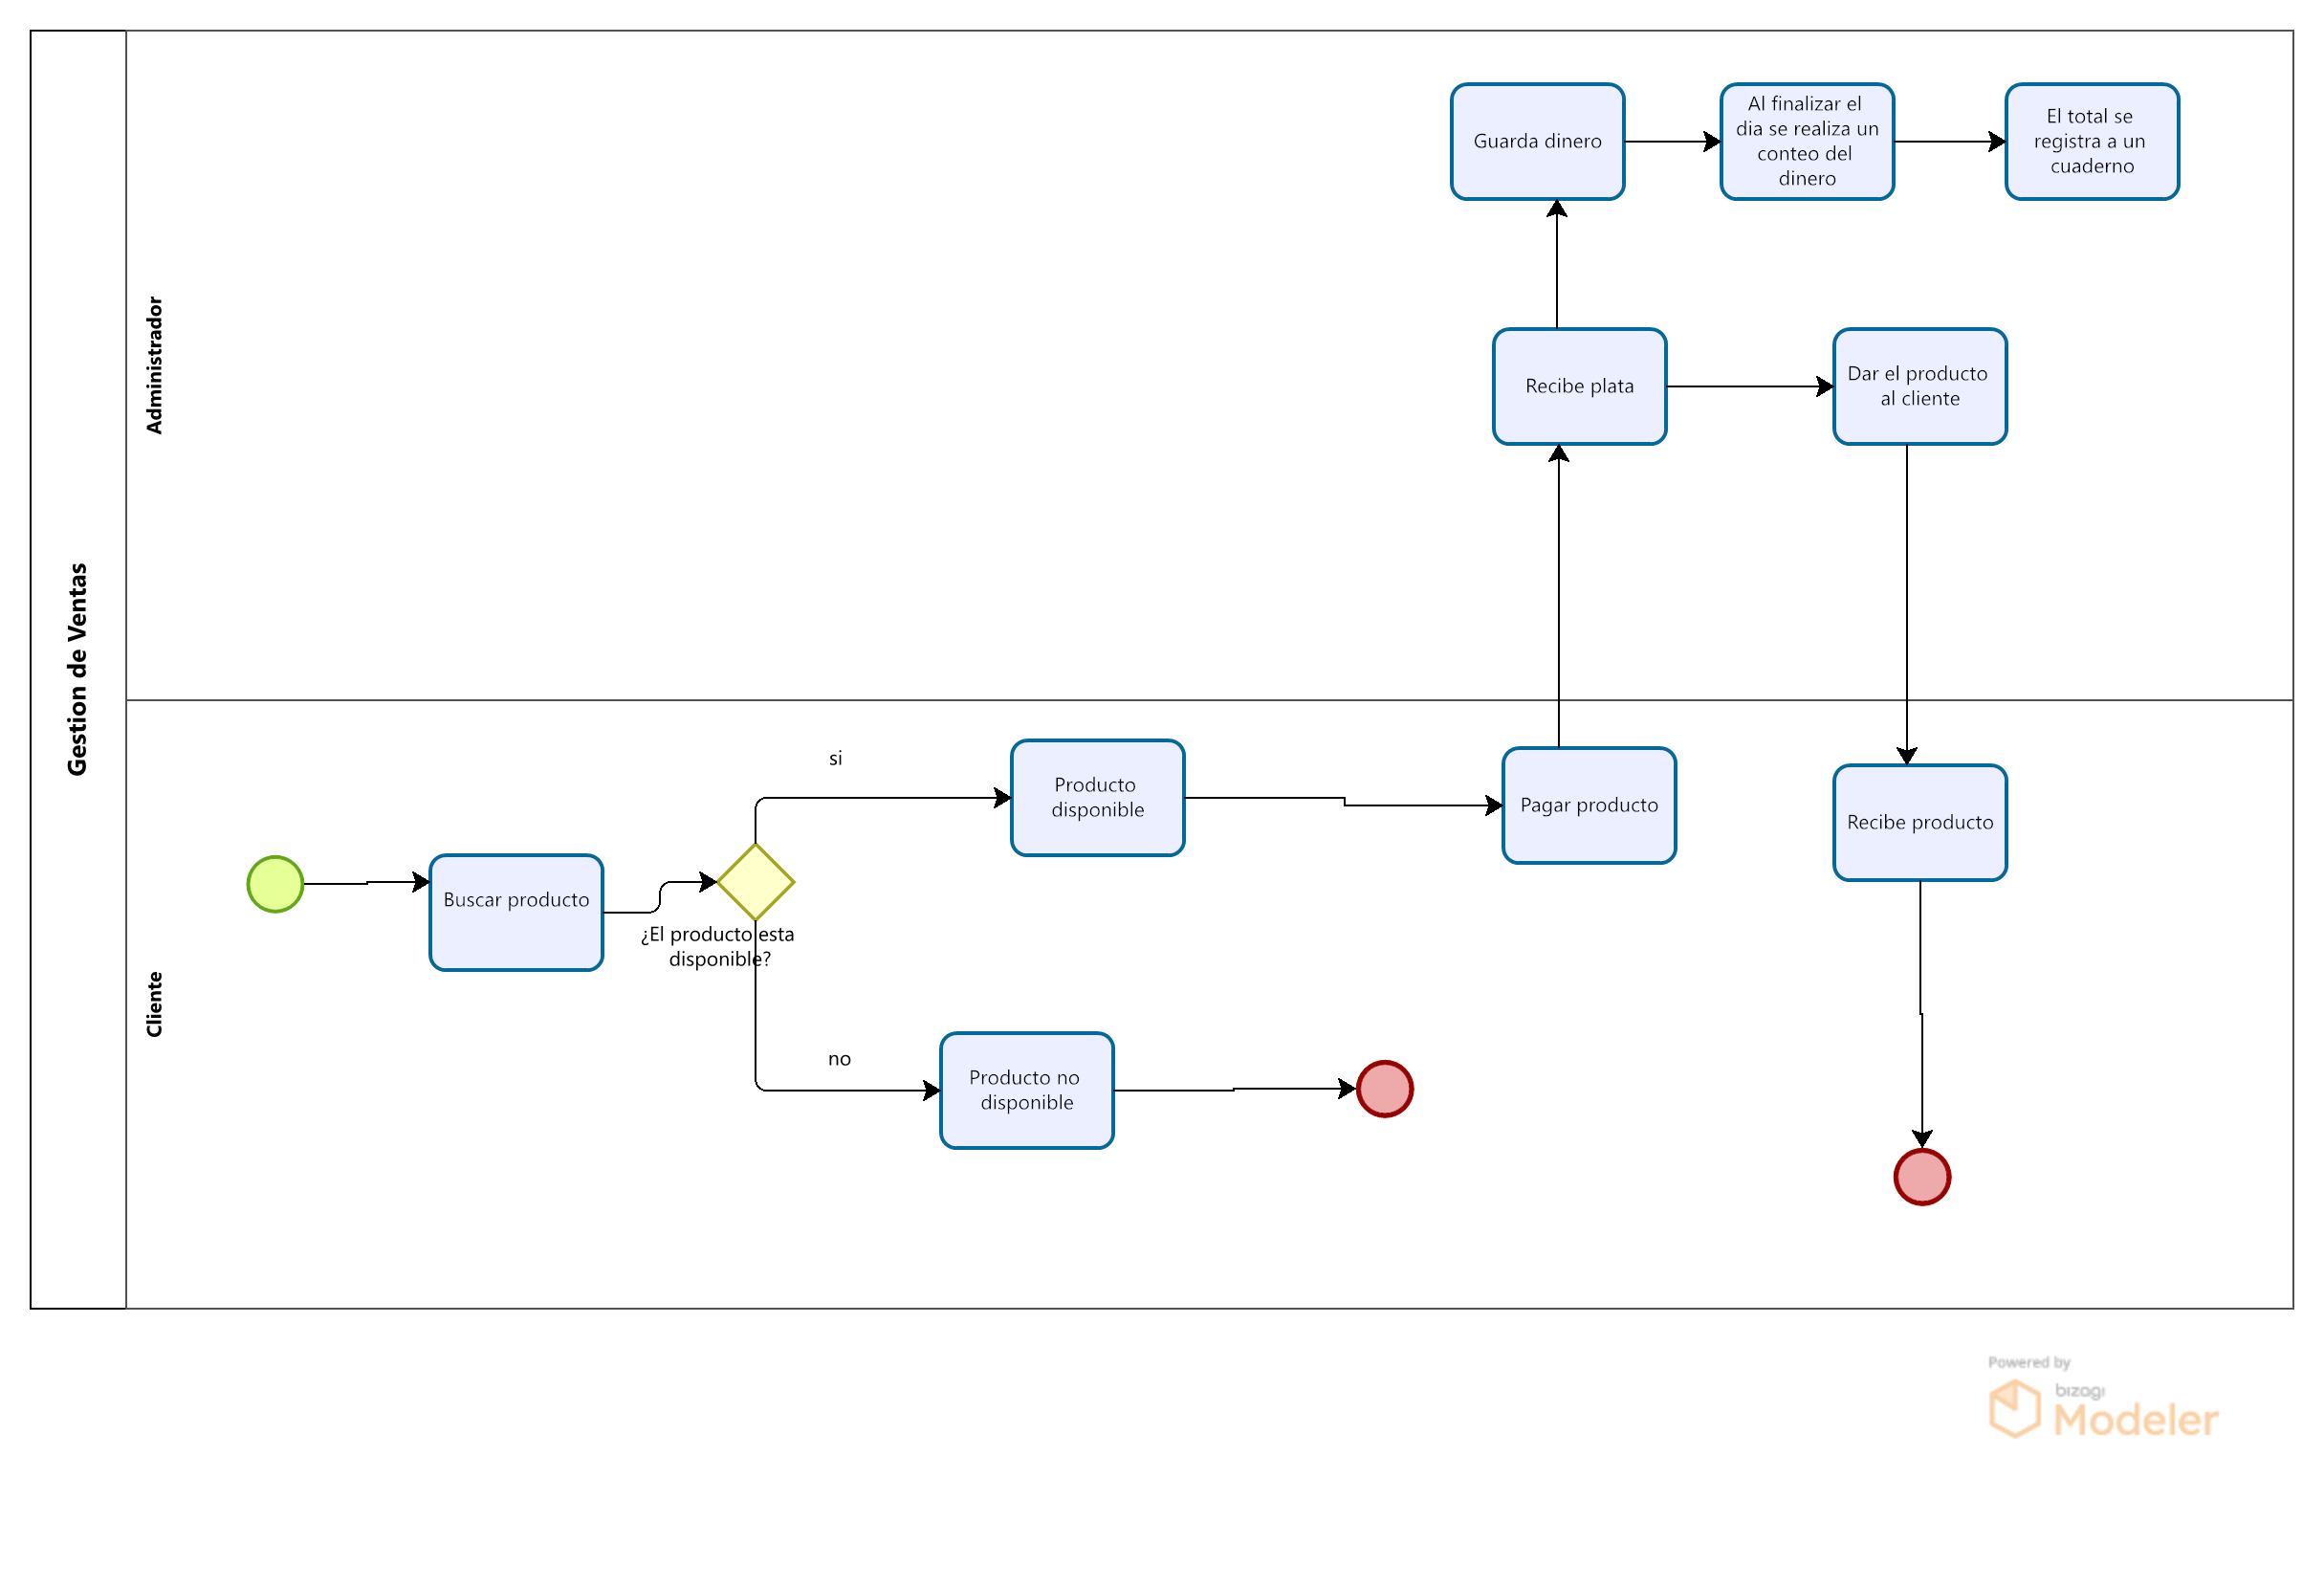 Gestion de Ventas
Administrador
Guarda dinero
Al finalizar el
dia se realiza un
conteo del
dinero
El total se
registra a un
cuaderno
Recibe plata
Dar el producto
al cliente
Cliente
Buscar producto
¿El producto esta
disponible?
si
Producto
disponible
Pagar producto
Recibe producto
no
Producto no
disponible
Powered by
bizagi
Modeler